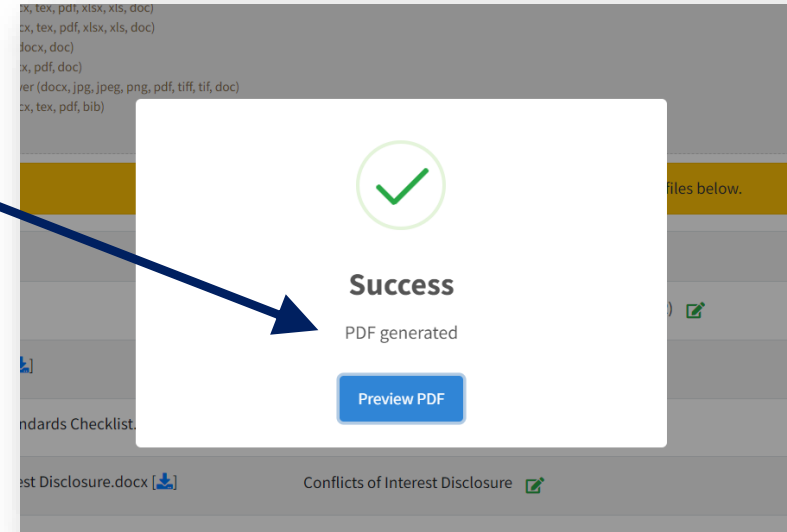 cx, tex, pdf, xlsx, xls, doc)
cx, tex, pdf, xlsx, xls, doc)
docx, doc)
cx, pdf, doc)
ver (docx, jpg, jpeg, png, pdf, tiff, tif, doc)
cx, tex, pdf, bib)
files below.
Success
)
PDF generated
[]
Preview PDF
ndards Checklist.
est Disclosure.docx [] Conflicts of Interest Disclosure